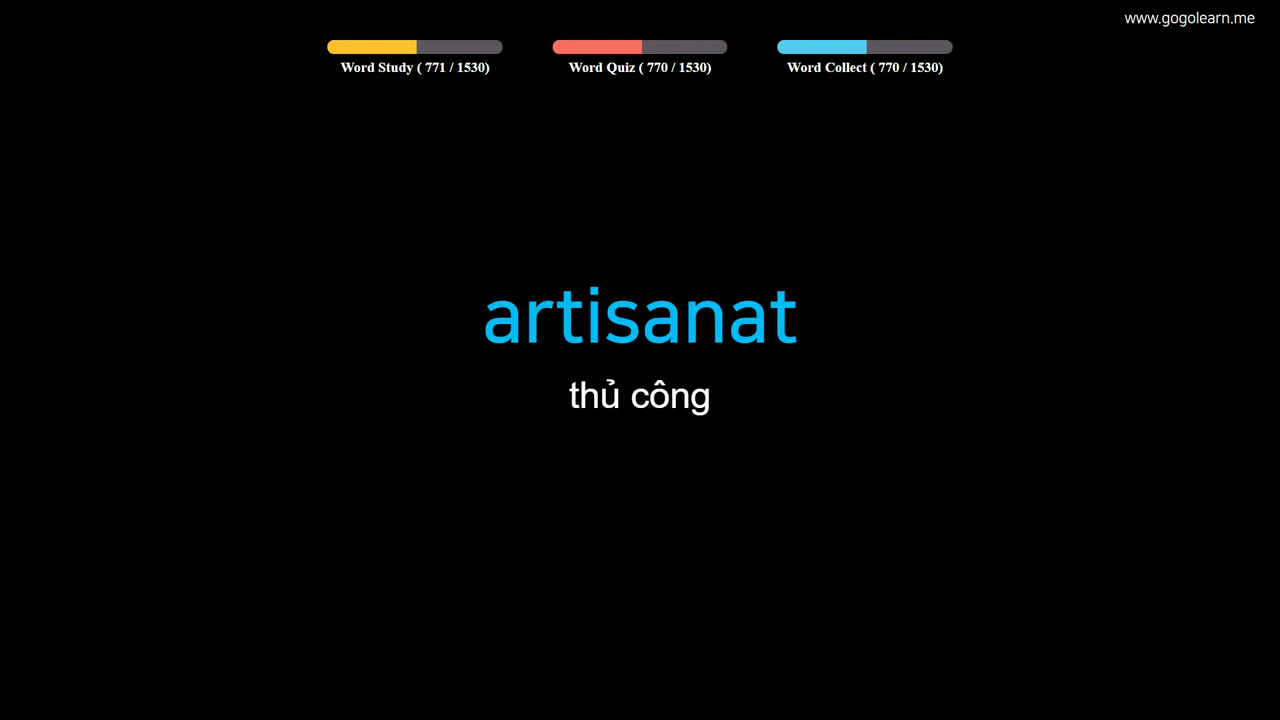 www.gogolearn.me
Word Study ( 771 / 1530)
Word Quiz ( 770 / 1530)
Word Collect ( 770 / 1530)
artisanat
thủ công